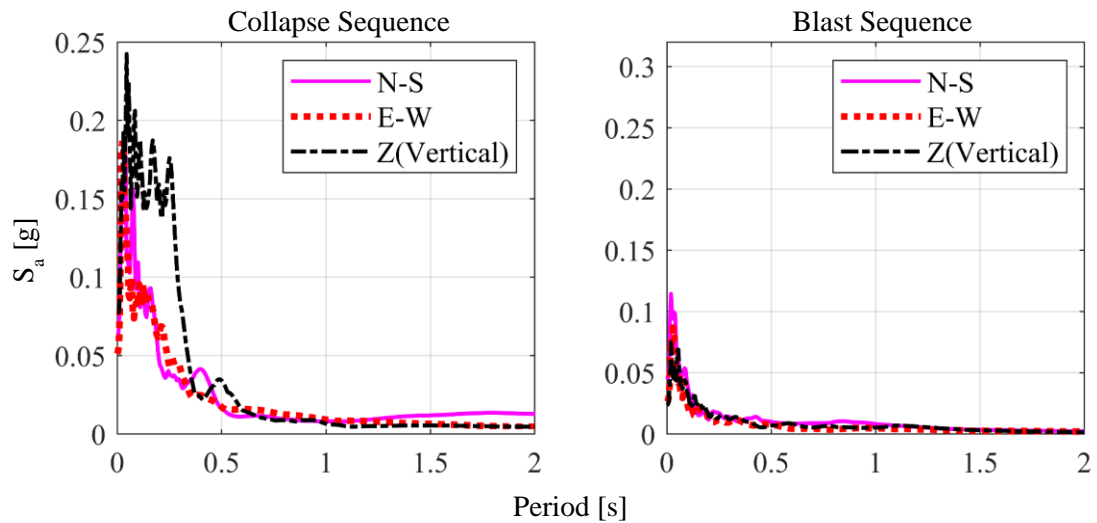 Collapse Sequence
Blast Sequence
0.25
0.2
0.15
0.1
0.05
0
S_a [g]
N-S
E-W
Z(Vertical)
0
0.5
1
1.5
2
0.3
0.25
0.2
0.15
0.1
0.05
0
N-S
E-W
Z(Vertical)
0
0.5
1
1.5
2
Period [s]